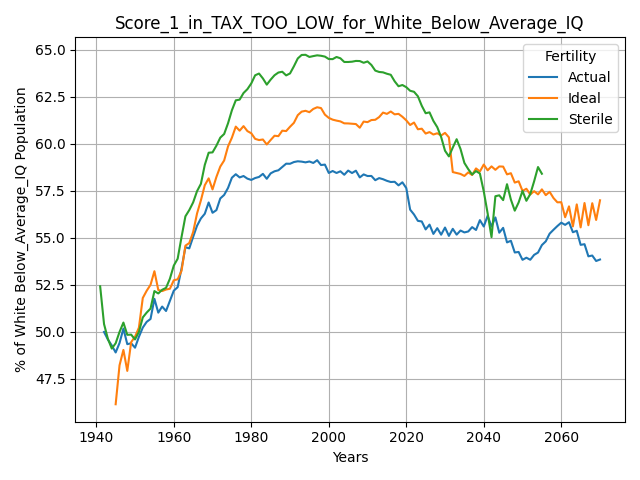 Score_1_in_TAX_TOO_LOW_for_White_Below_Average_IQ
% of White Below_Average_IQ Population
65.0
62.5
60.0
57.5
55.0
52.5
50.0
47.5
Fertility
Actual
Ideal
Sterile
1940
1960
1980
2000
2020
2040
2060
Years